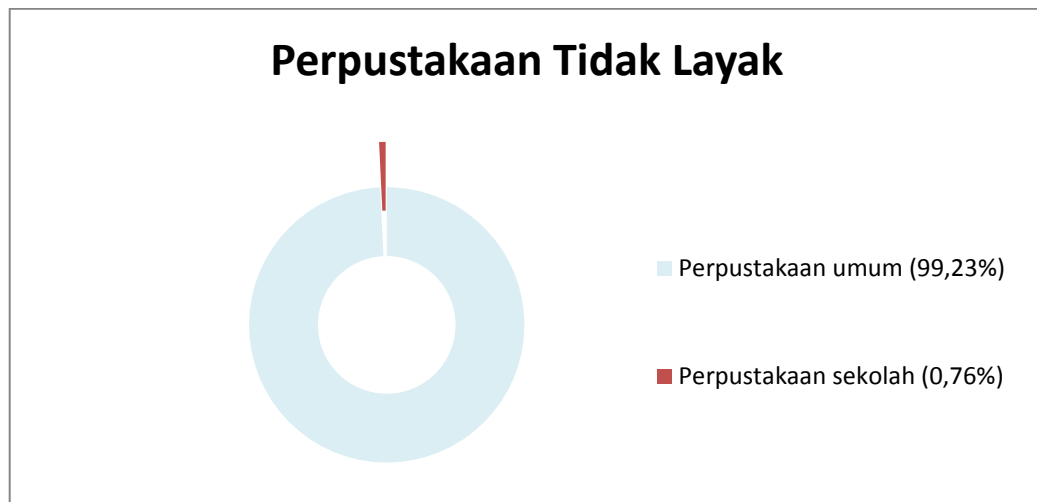 Perpustakaan Tidak Layak
Perpustakaan umum (99,23%)
Perpustakaan sekolah (0,76%)